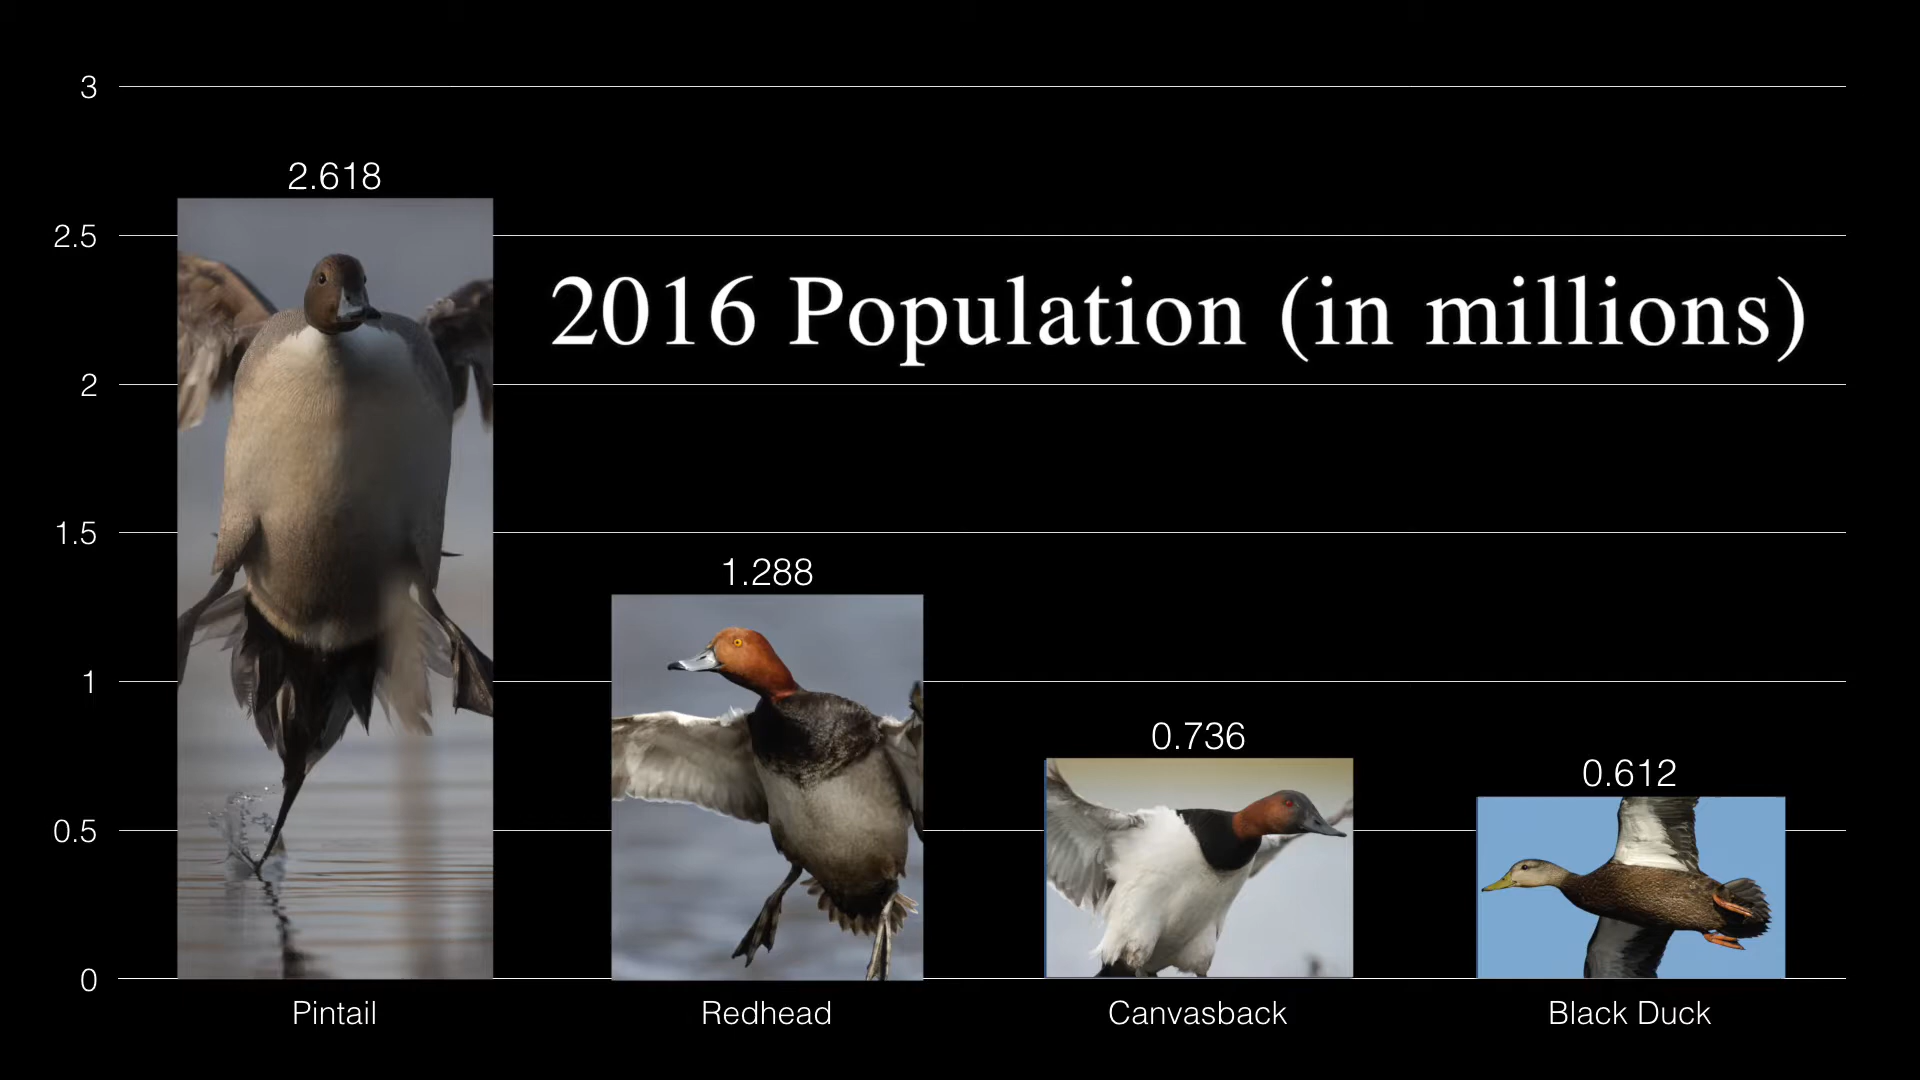 3
2.618
2.5
2016 Population (in millions)
2
1.5
1.288
1
0.736
0.612
0.5
0
Pintail
Redhead
Canvasback
Black Duck